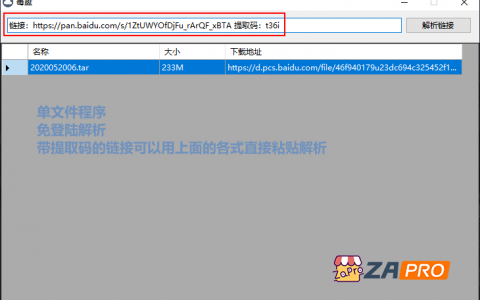 毒盘
链接：https://pan.baidu.com/s/1ZtUWYOfDjFu_rArQF_xBTA 提取码：t36i
解析链接
名称 大小 下载地址
2020052006.tar 233M https://d.pcs.baidu.com/file/46f940179u23dc694c325452f1...
单文件程序
免登陆解析
带提取码的链接可以用上面的各式直接粘贴解析
ZaPro
ZAPRO